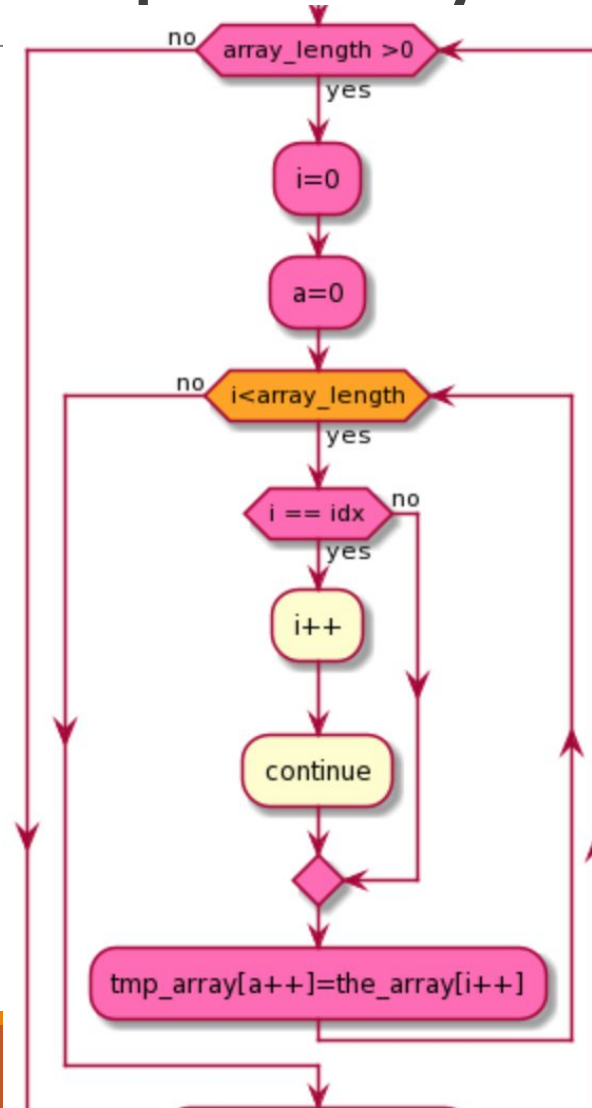 no
array_length >0
yes
i=0
a=0
no
i<array_length
yes
i == idx
no
yes
i++
continue
tmp_array[a++]=the_array[i++]